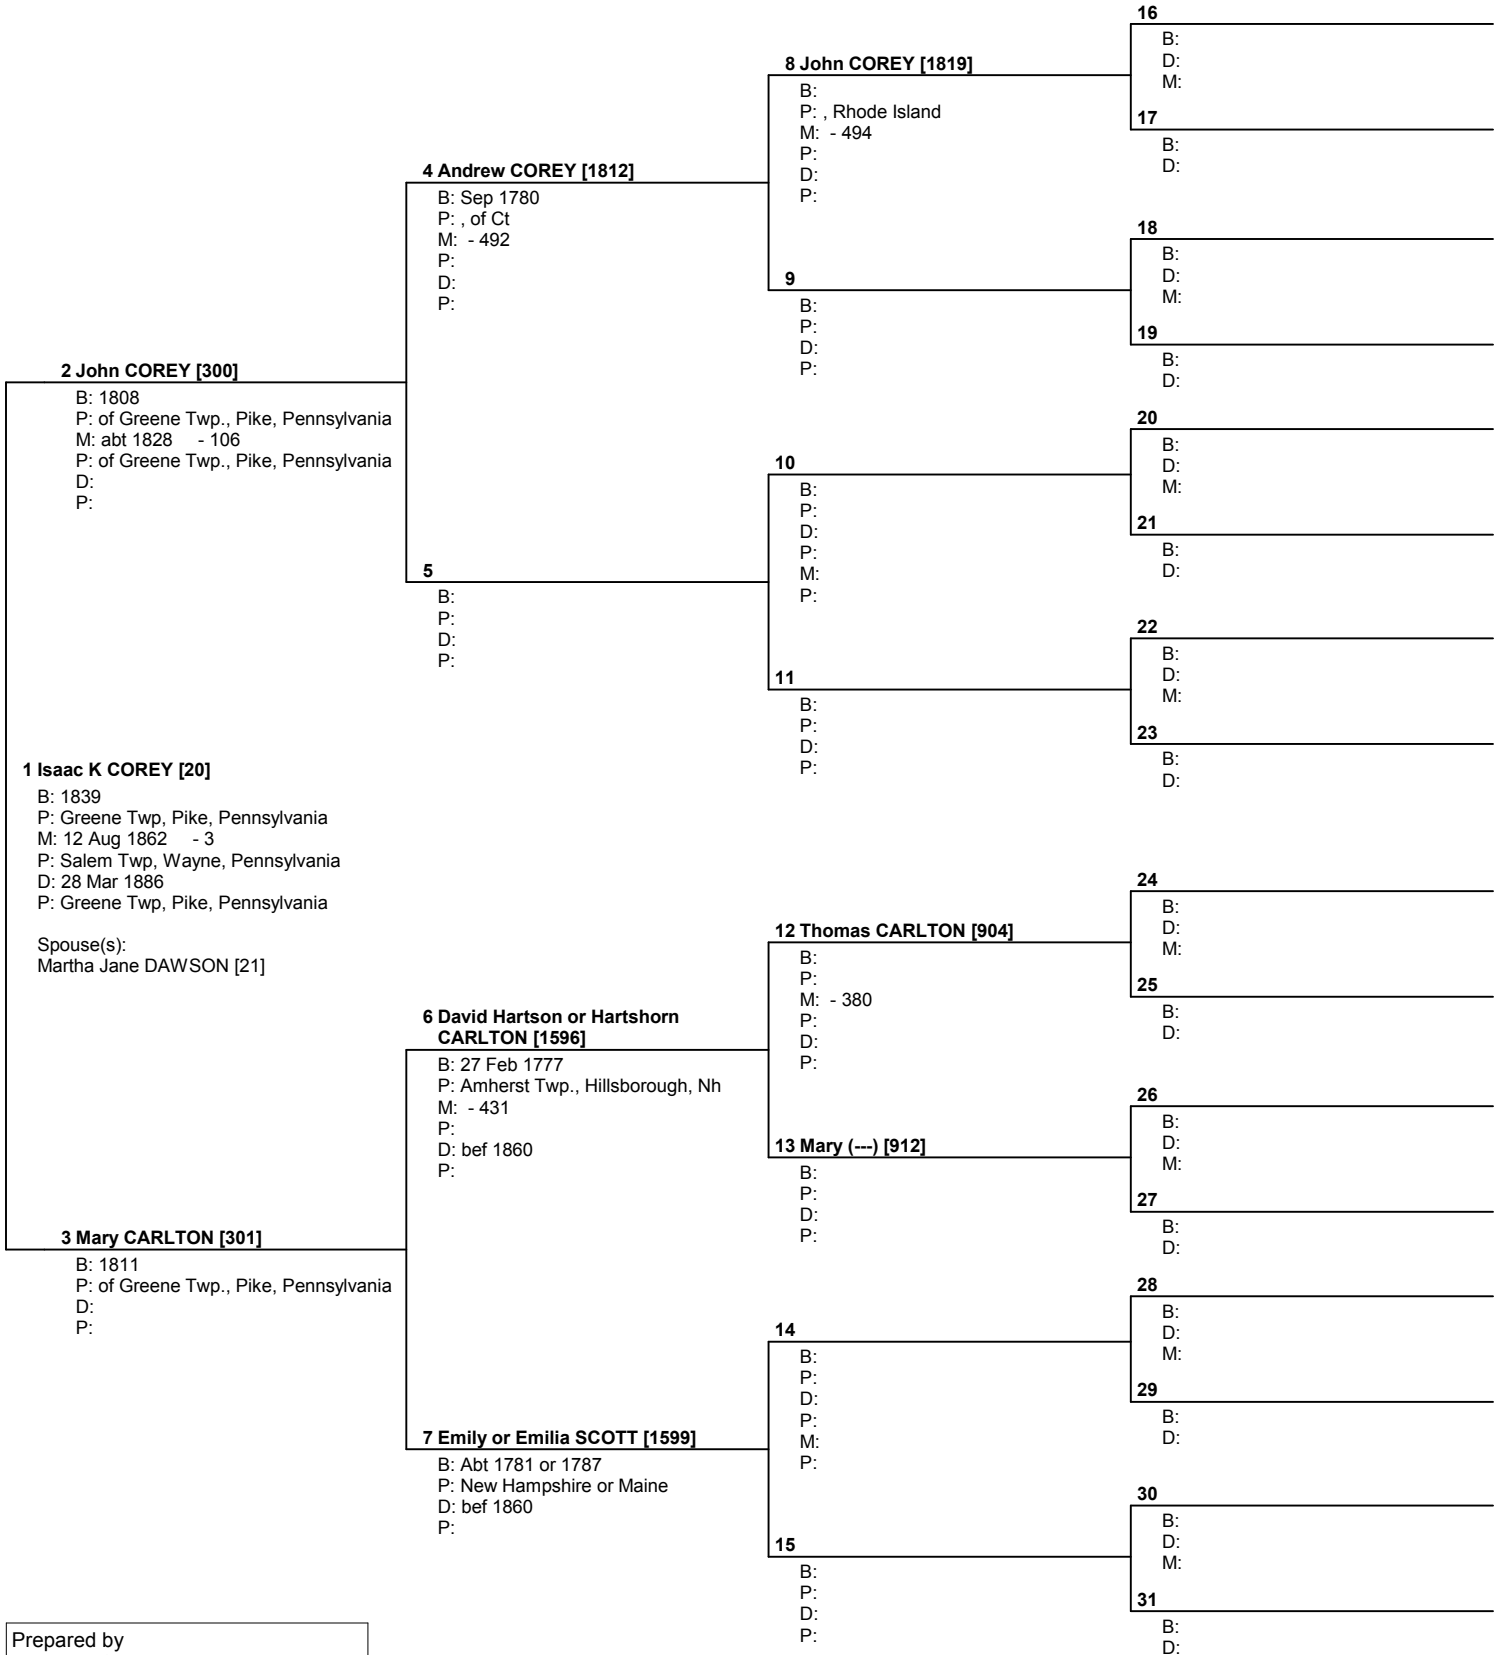 1 Isaac K COREY [20]
B: 1839
P: Greene Twp, Pike, Pennsylvania
M: 12 Aug 1862 - 3
P: Salem Twp, Wayne, Pennsylvania
D: 28 Mar 1886
P: Greene Twp, Pike, Pennsylvania
Spouse(s):
Martha Jane DAWSON [21]
2 John COREY [300]
B: 1808
P: of Greene Twp., Pike, Pennsylvania
M: abt 1828 - 106
P: of Greene Twp., Pike, Pennsylvania
D:
P:
3 Mary CARLTON [301]
B: 1811
P: of Greene Twp., Pike, Pennsylvania
D:
P:
4 Andrew COREY [1812]
B: Sep 1780
P: , of Ct
M: - 492
P:
D:
P:
5
B:
P:
D:
P:
6 David Hartson or Hartshorn
CARLTON [1596]
B: 27 Feb 1777
P: Amherst Twp., Hillsborough, Nh
M: - 431
P:
D: bef 1860
P:
7 Emily or Emilia SCOTT [1599]
B: Abt 1781 or 1787
P: New Hampshire or Maine
D: bef 1860
P:
8 John COREY [1819]
B:
P: , Rhode Island
M: - 494
P:
D:
P:
9
B:
P:
D:
P:
10
B:
P:
D:
P:
M:
P:
11
B:
P:
D:
P:
12 Thomas CARLTON [904]
B:
P:
M: - 380
P:
D:
P:
13 Mary (---) [912]
B:
P:
D:
P:
14
B:
P:
D:
P:
M:
P:
15
B:
P:
D:
P:
16
B:
D:
M:
17
B:
D:
18
B:
D:
M:
19
B:
D:
20
B:
D:
M:
21
B:
D:
22
B:
D:
M:
23
B:
D:
24
B:
D:
M:
25
B:
D:
26
B:
D:
M:
27
B:
D:
28
B:
D:
M:
29
B:
D:
30
B:
D:
M:
31
B:
D:
Prepared by